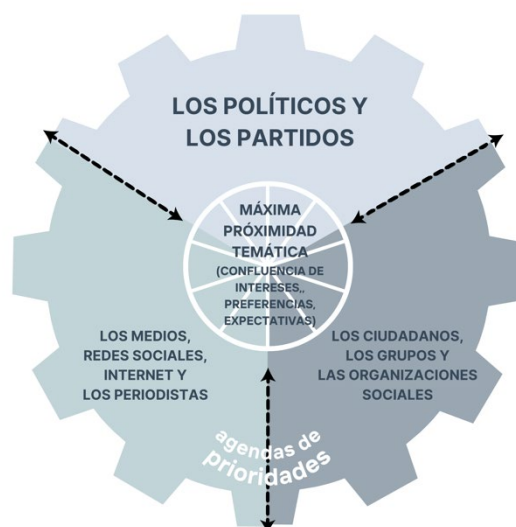 LOS POLÍTICOS Y
LOS PARTIDOS
MÁXIMA
PRÓXIMIDAD
TEMÁTICA
(CONFLUENCIA DE
INTERESES,.
PREFERENCIAS,
EXPECTATIVAS)
LOS MEDIOS,
REDES SOCIALES,
INTERNET Y
LOS PERIODISTAS
LOS CIUDADANOS,
LOS GRUPOS Y
LAS ORGANIZACIONES
SOCIALES
agendas de
prioridades